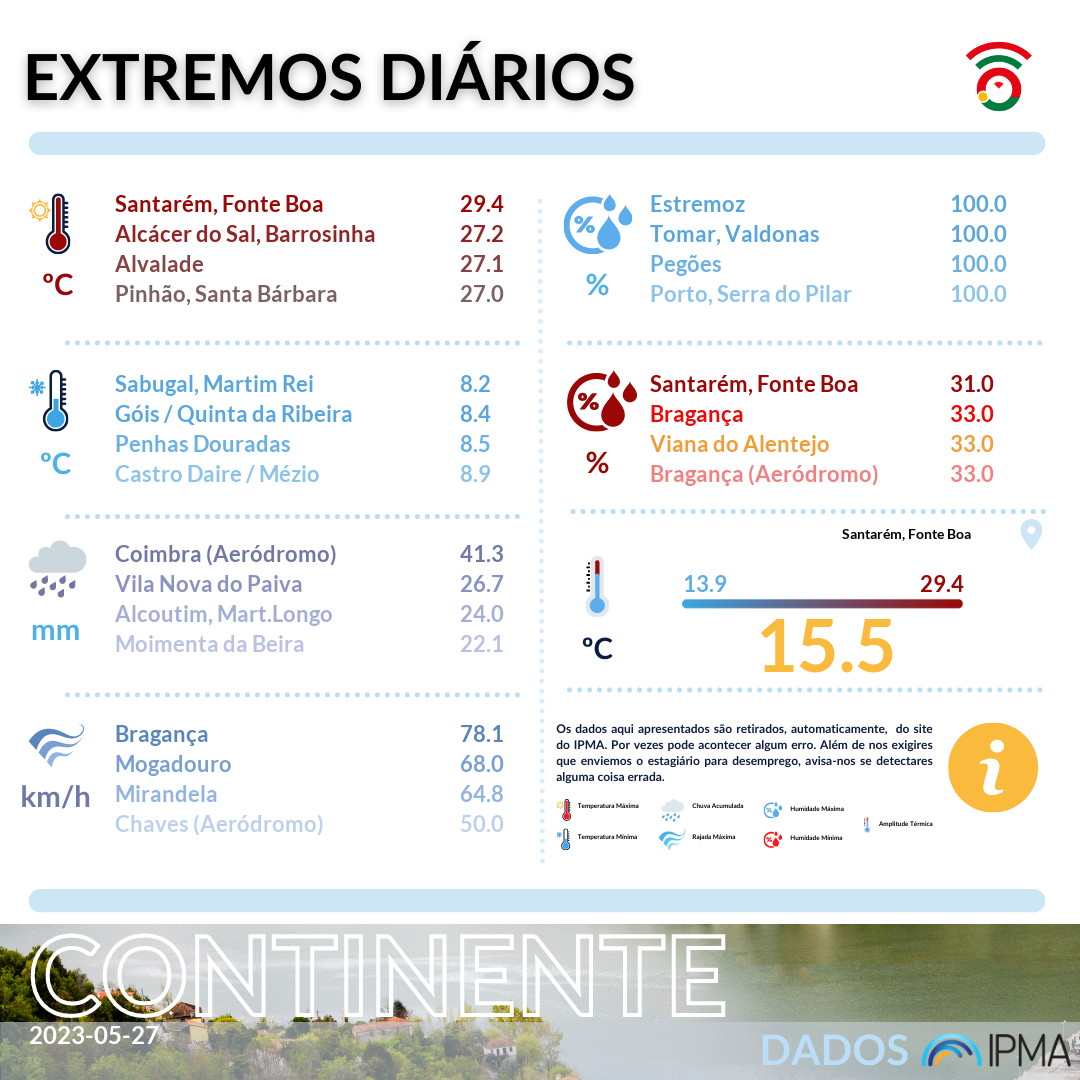 EXTREMOS DIÁRIOS
Santarém, Fonte Boa 29.4
Alcácer do Sal, Barrosinha 27.2
Alvalade 27.1
Pinhão, Santa Bárbara 27.0
ºC
Sabugal, Martim Rei 8.2
Góis / Quinta da Ribeira 8.4
Penhas Douradas 8.5
Castro Daire / Mézio 8.9
ºC
Coimbra (Aeródromo) 41.3
Vila Nova do Paiva 26.7
Alcoutim, Mart.Longo 24.0
Moimenta da Beira 22.1
mm
Bragança 78.1
Mogadouro 68.0
Mirandela 64.8
Chaves (Aeródromo) 50.0
km/h
%
Estremoz 100.0
Tomar, Valdonas 100.0
Pegões 100.0
Porto, Serra do Pilar 100.0
%
%
Santarém, Fonte Boa 31.0
Bragança 33.0
Viana do Alentejo 33.0
Bragança (Aeródromo) 33.0
%
Santarém, Fonte Boa
13.9 29.4
15.5
ºC
Os dados aqui apresentados são retirados, automaticamente, do site
do IPMA. Por vezes pode acontecer algum erro. Além de nos exigires
que enviemos o estagiário para desemprego, avisa-nos se detectares
alguma coisa errada.
i
Temperatura Máxima Chuva Acumulada Humidade Máxima
Amplitude Térmica
Temperatura Mínima Rajada Máxima Humidade Mínima
CONTINENTE
2023-05-27
DADOS IPMA